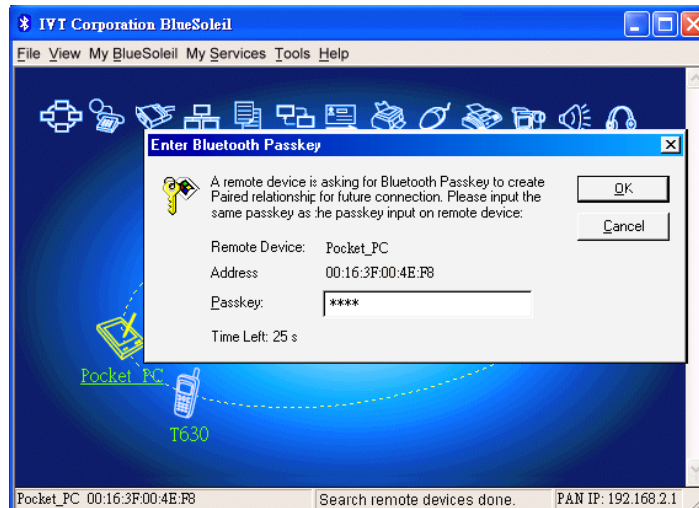 IVT Corporation BlueSoleil
File View My BlueSoleil My Services Tools Help
Enter Bluetooth Passkey
A remote device is asking for Bluetooth Passkey to create
Paired relationship for future connection. Please input the
same passkey as the passkey input on remote device:
OK
Cancel
Remote Device: Pocket_PC
Address 00:16:3F:00:4E:F8
Passkey: ****
Time Left: 25 s
Pocket_PC
T630
Pocket_PC 00:16:3F:00:4E:F8 Search remote devices done. PAN IP: 192.168.2.1